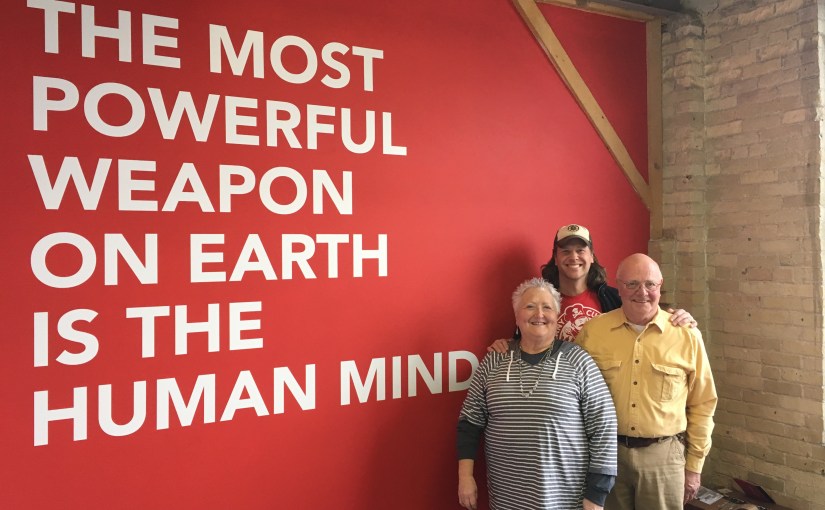 THE MOST
POWERFUL
WEAPON
ON EARTH
IS THE
HUMAN MIND